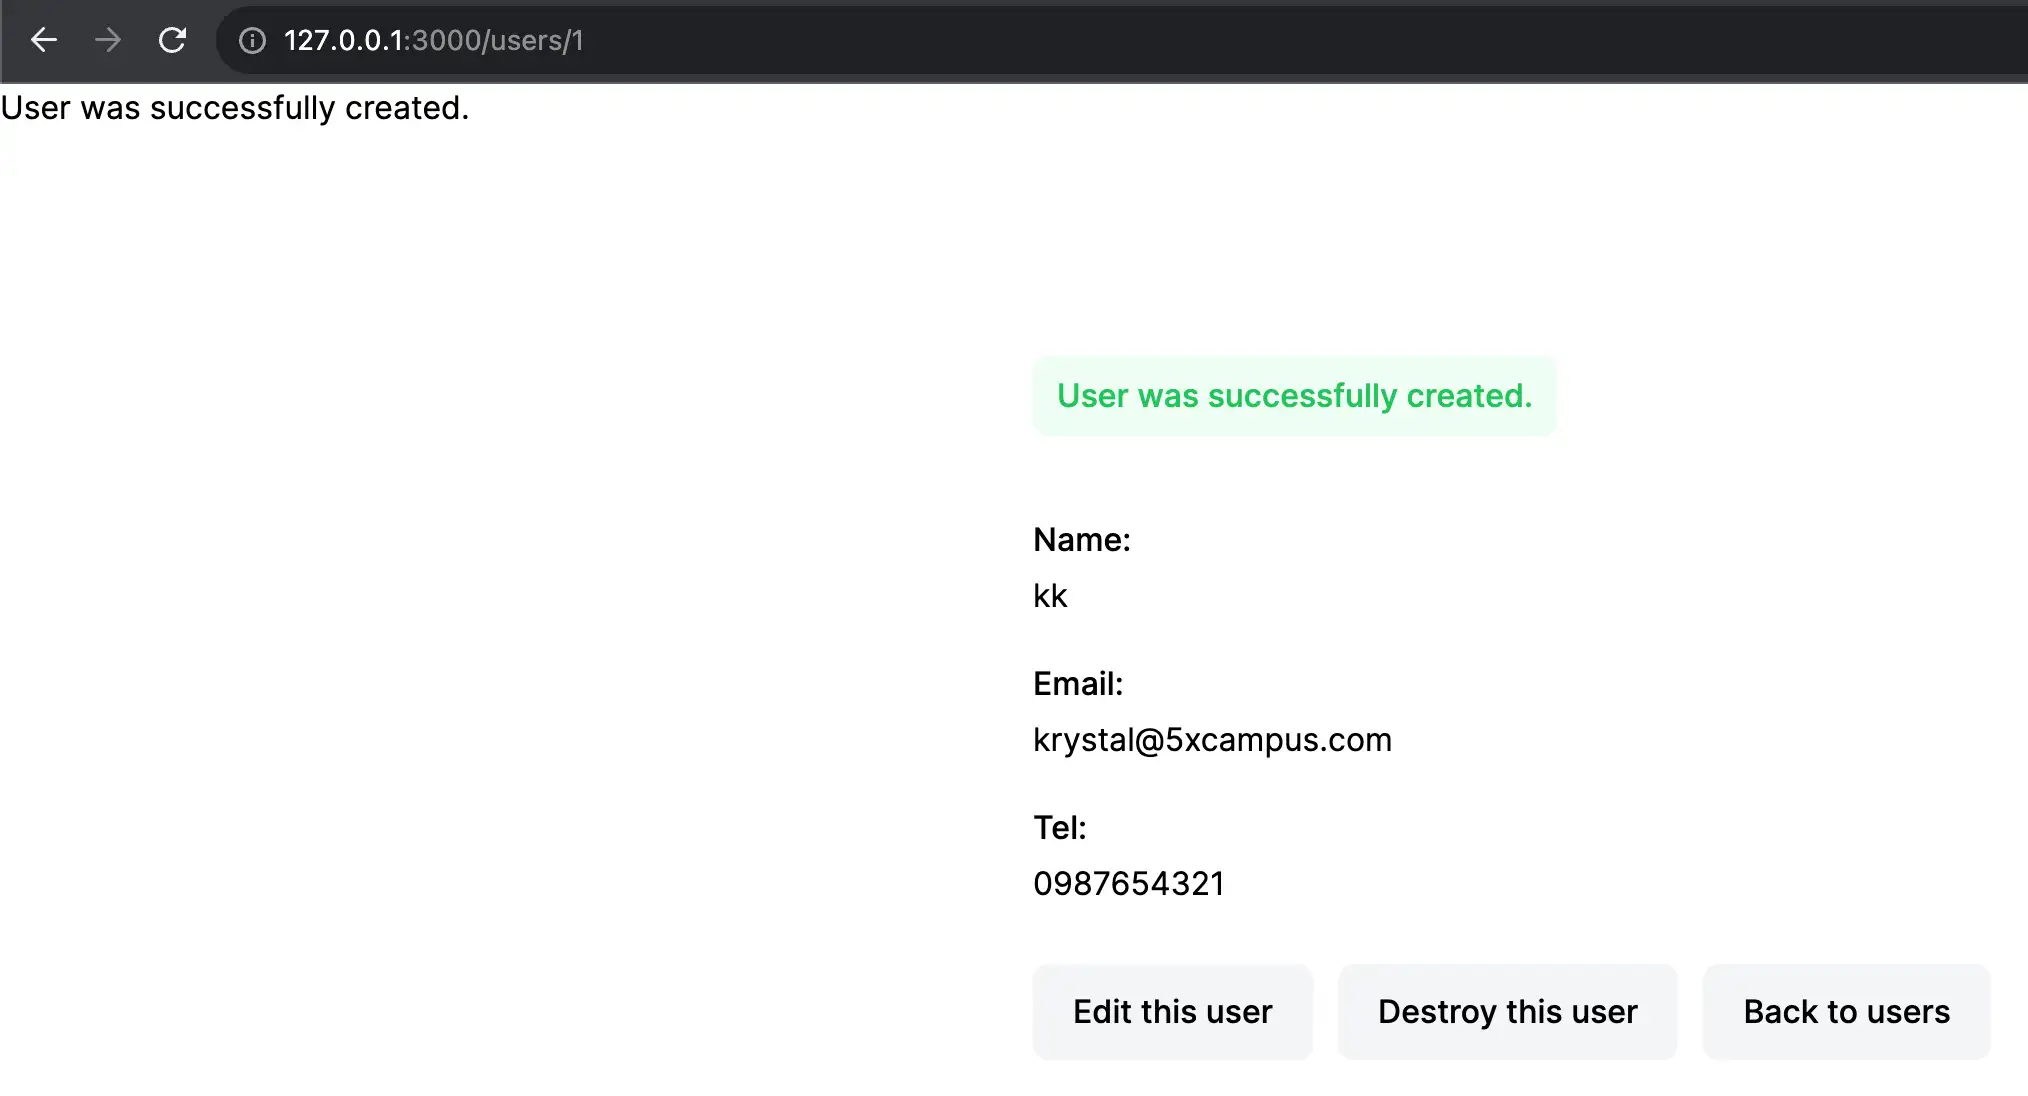 127.0.0.1:3000/users/1
User was successfully created.
User was successfully created.
Name:
kk
Email:
krystal@5xcampus.com
Tel:
0987654321
Edit this user Destroy this user Back to users